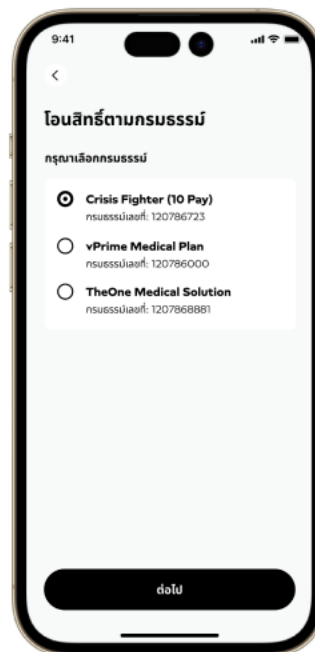 9:41
โอนสิทธิ์ตามกรมธรรม์
กรุณาเลือกกรมธรรม์
Crisis Fighter (10 Pay)
กรมธรรม์เลขที่: 120786723
vPrime Medical Plan
กรมธรรม์เลขที่: 120786000
TheOne Medical Solution
กรมธรรม์เลขที่: 1207868881
ต่อไป